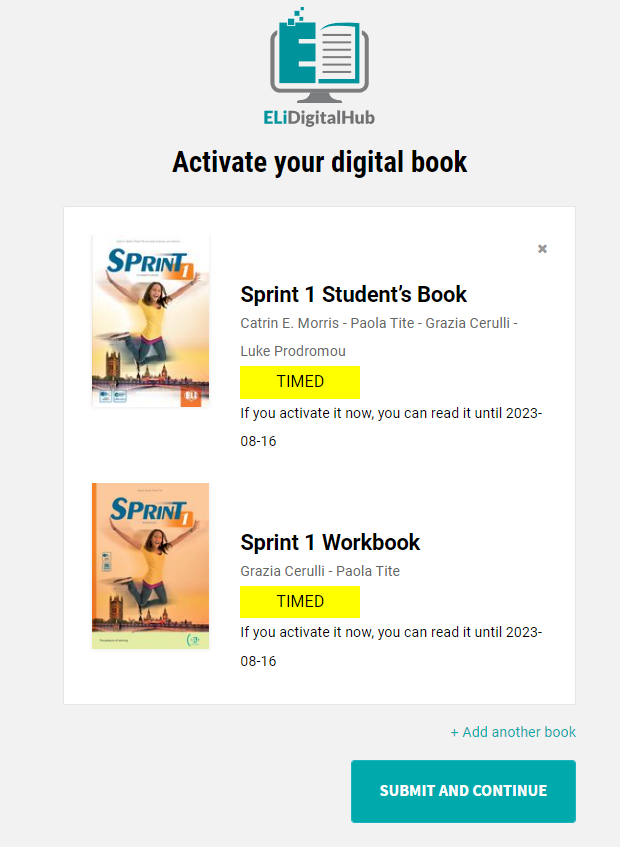 ELiDigitalHub
Activate your digital book
SPRINT 1
Sprint 1 Student’s Book
Catrin E. Morris - Paola Tite - Grazia Cerulli -
Luke Prodromou
TIMED
If you activate it now, you can read it until 2023-
08-16
ELI
SPRINT 1
Sprint 1 Workbook
Grazia Cerulli - Paola Tite
TIMED
If you activate it now, you can read it until 2023-
08-16
+ Add another book
SUBMIT AND CONTINUE